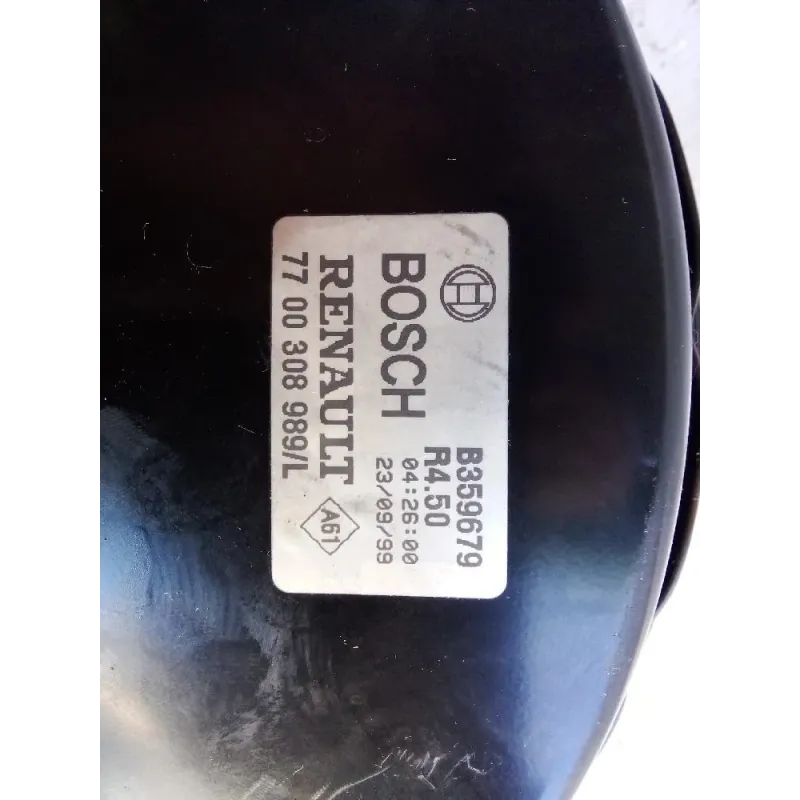 BOSCH
B359679
R4.50
04:26:00
23/09/99
RENAULT
77 00 308 989/L
A61